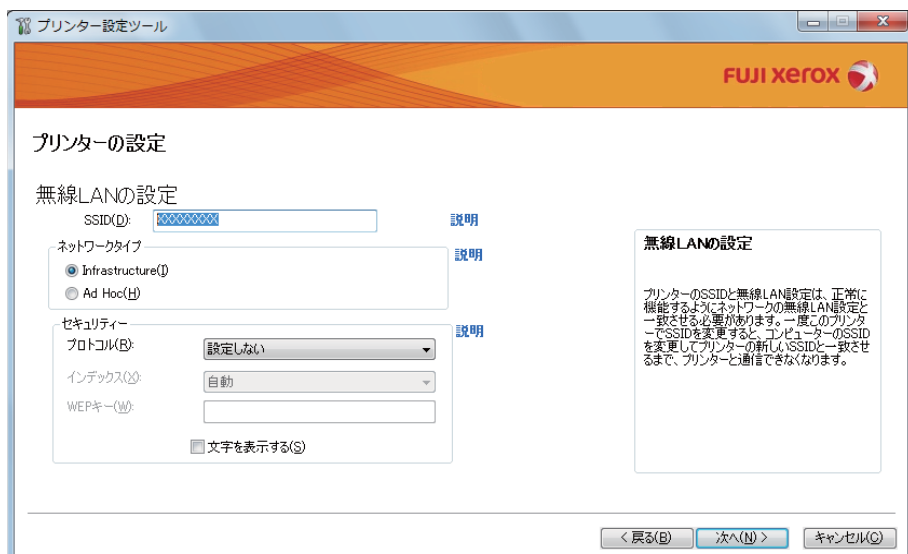 プリンター設定ツール
FUJI xerox
プリンターの設定
無線LANの設定
SSID(D): XXXXXXXX 説明
ネットワークタイプ 説明
Infrastructure(I)
Ad Hoc(H)
セキュリティー 説明
プロトコル(R): 設定しない
インデックス(X): 自動
WEPキー(W):
文字を表示する(S)
無線LANの設定
プリンターのSSIDと無線LAN設定は、正常に
機能するようにネットワークの無線LAN設定と
一致させる必要があります。一度このプリンタ
ーでSSIDを変更すると、コンピューターのSSID
を変更してプリンターの新しいSSIDと一致させ
るまで、プリンターと通信できなくなります。
< 戻る(B) 次へ(N) > キャンセル(C)